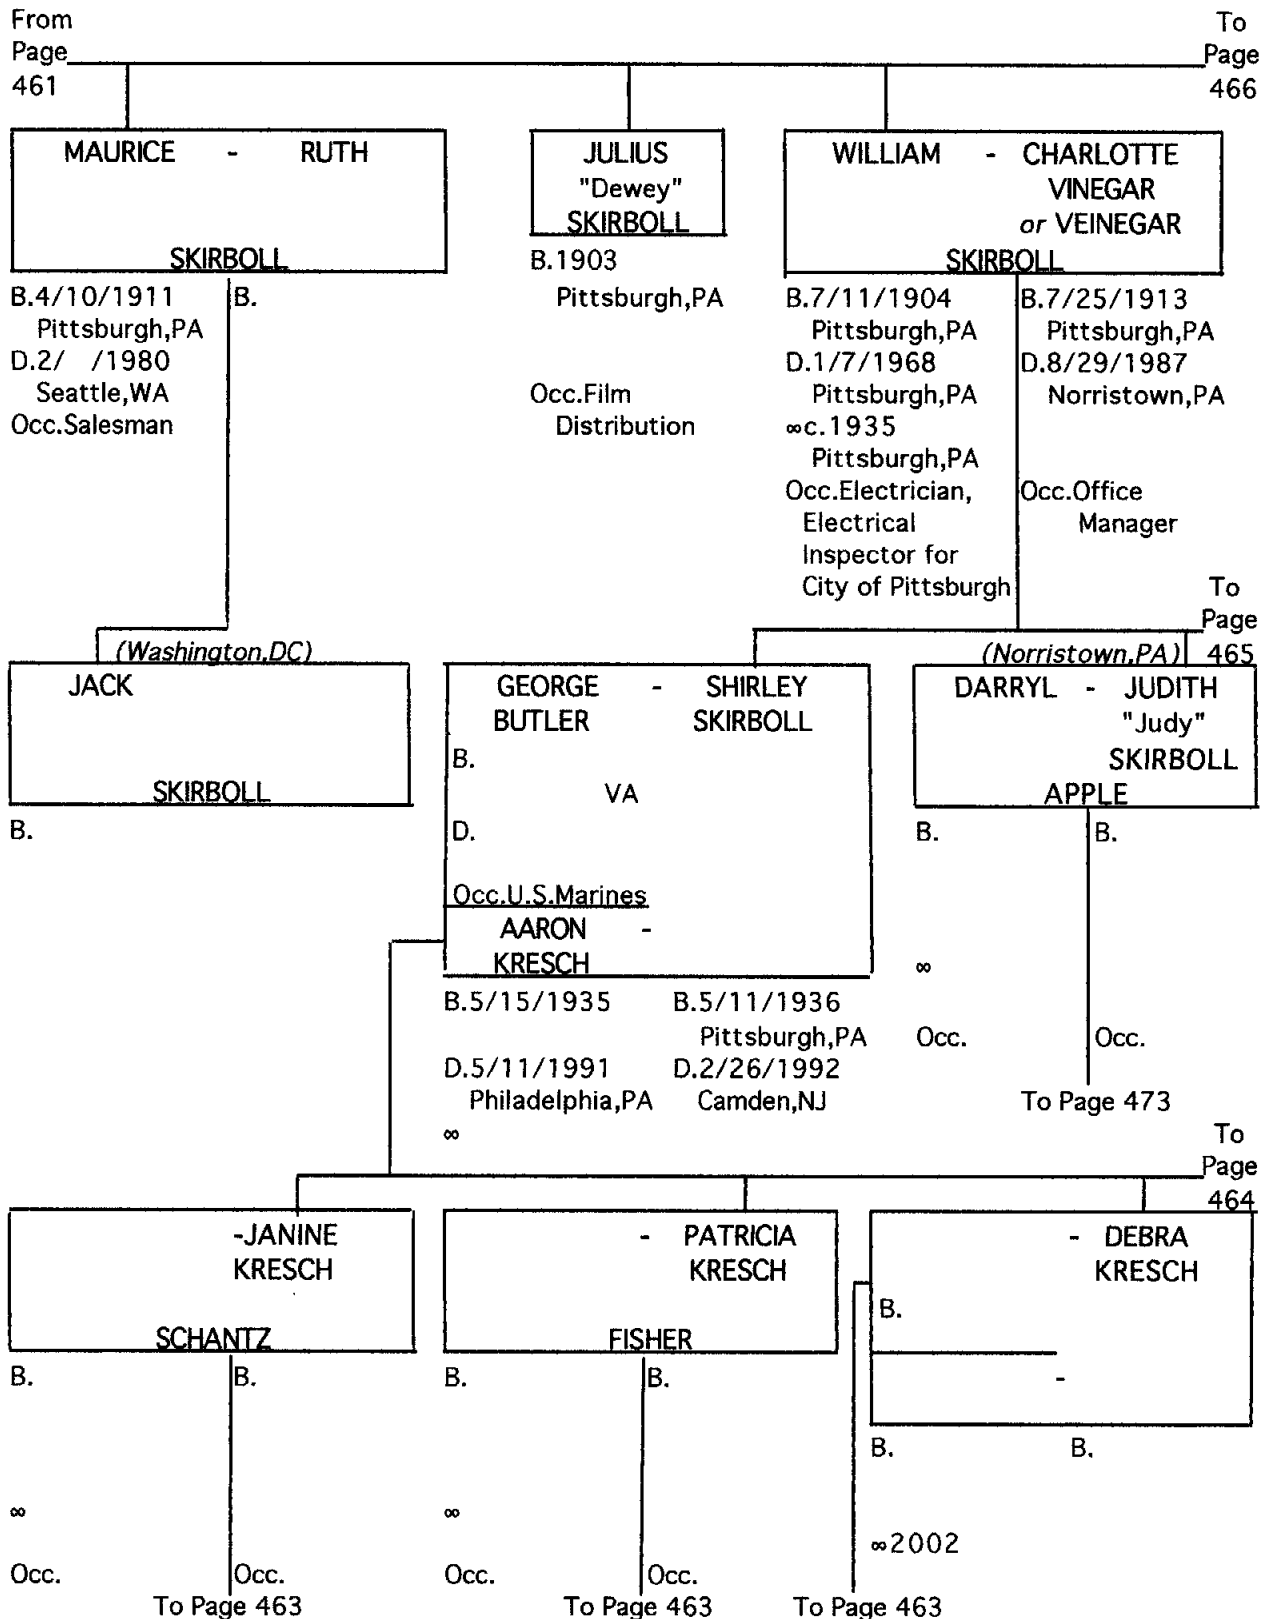 From
Page
461
To
Page
466
MAURICE - RUTH
SKIRBOLL
B.4/10/1911
Pittsburgh,PA
D.2/ /1980
Seattle,WA
Occ.Salesman
B.
JULIUS
"Dewey"
SKIRBOLL
B.1903
Pittsburgh,PA
Occ.Film
Distribution
WILLIAM - CHARLOTTE
VINEGAR
or VEINEGAR
SKIRBOLL
B.7/11/1904
Pittsburgh,PA
D.1/7/1968
Pittsburgh,PA
∞c.1935
Pittsburgh,PA
Occ.Electrician,
Electrical
Inspector for
City of Pittsburgh
B.7/25/1913
Pittsburgh,PA
D.8/29/1987
Norristown,PA
Occ.Office
Manager
To
Page
465
(Washington,DC)
JACK
SKIRBOLL
B.
GEORGE - SHIRLEY
BUTLER SKIRBOLL
B.
VA
D.
Occ.U.S.Marines
AARON -
KRESCH
B.5/15/1935
D.5/11/1991
Philadelphia,PA
∞
B.5/11/1936
Pittsburgh,PA
D.2/26/1992
Camden,NJ
(Norristown,PA)
DARRYL - JUDITH
"Judy"
SKIRBOLL
APPLE
B. B.
∞
Occ. Occ.
To Page 473
To
Page
464
-JANINE
KRESCH
SCHANTZ
B. B.
∞
Occ. Occ.
To Page 463
- PATRICIA
KRESCH
FISHER
B. B.
∞
Occ. Occ.
To Page 463
- DEBRA
KRESCH
B.
-
B. B.
∞2002
To Page 463